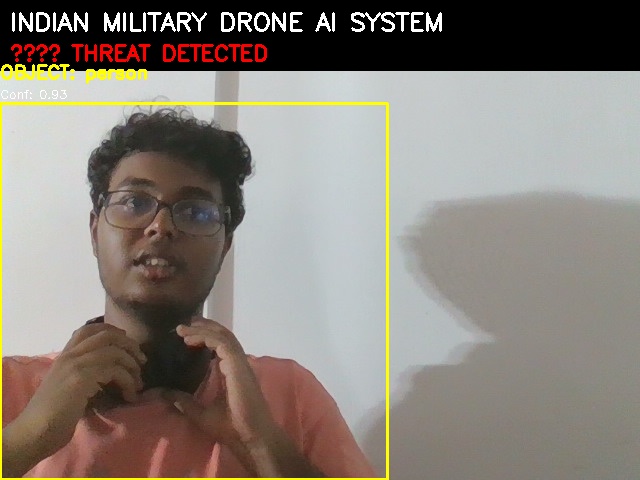 INDIAN MILITARY DRONE AI SYSTEM
???? THREAT DETECTED
OBJECT: person
Conf: 0.93